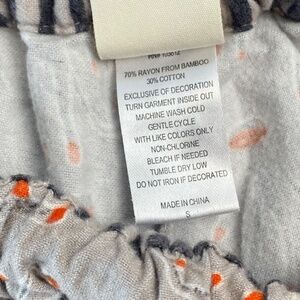 RN# 103612
70% RAYON FROM BAMBOO
30% COTTON
EXCLUSIVE OF DECORATION
TURN GARMENT INSIDE OUT
MACHINE WASH COLD
GENTLE CYCLE
WITH LIKE COLORS ONLY
NON-CHLORINE
BLEACH IF NEEDED
TUMBLE DRY LOW
DO NOT IRON IF DECORATED
MADE IN CHINA
S